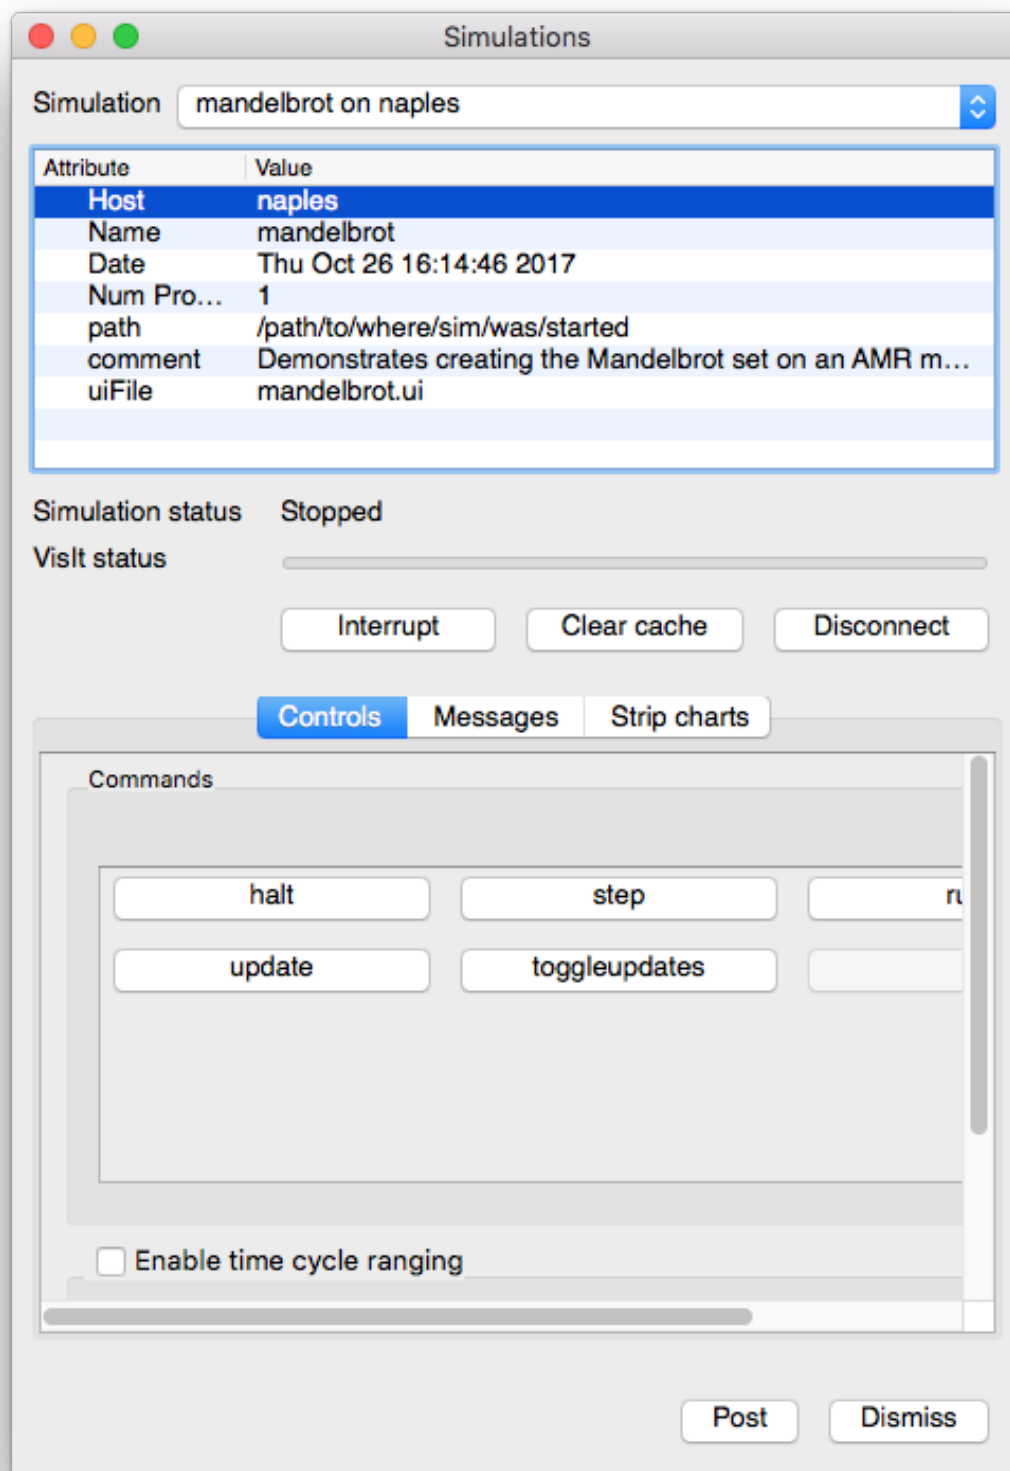 Simulations
Simulation mandelbrot on naples
Attribute Value
Host naples
Name mandelbrot
Date Thu Oct 26 16:14:46 2017
Num Pro... 1
path /path/to/where/sim/was/started
comment Demonstrates creating the Mandelbrot set on an AMR m...
uiFile mandelbrot.ui
Simulation status Stopped
VisIt status
Interrupt Clear cache Disconnect
Controls Messages Strip charts
Commands
halt step
update toggleupdates
Enable time cycle ranging
Post Dismiss